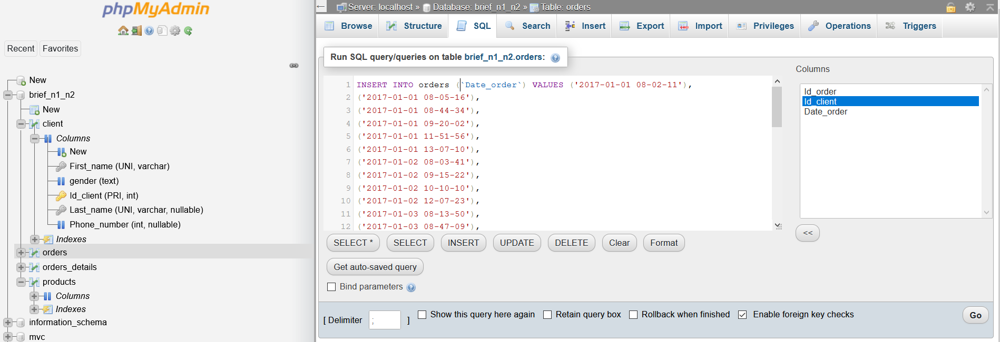 phpMyAdmin
Recent
Favorites
New
brief_n1_n2
New
client
Columns
New
First_name (UNI, varchar)
gender (text)
Id_client (PRI, int)
Last_name (UNI, varchar, nullable)
Phone_number (int, nullable)
Indexes
orders
orders_details
products
Columns
Indexes
information_schema
mvc
Server: localhost » Database: brief_n1_n2 » Table: orders
Browse
Structure
SQL
Search
Insert
Export
Import
Privileges
Operations
Triggers
Run SQL query/queries on table brief_n1_n2.orders:
1 INSERT INTO orders (`Date_order`) VALUES ('2017-01-01 08-02-11'),
2 ('2017-01-01 08-05-16'),
3 ('2017-01-01 08-44-34'),
4 ('2017-01-01 09-20-02'),
5 ('2017-01-01 11-51-56'),
6 ('2017-01-01 13-07-10'),
7 ('2017-01-02 08-03-41'),
8 ('2017-01-02 09-15-22'),
9 ('2017-01-02 10-10-10'),
10 ('2017-01-02 12-07-23'),
11 ('2017-01-03 08-13-50'),
12 ('2017-01-03 08-47-09'),
Columns
Id_order
Id_client
Date_order
<<
SELECT *
SELECT
INSERT
UPDATE
DELETE
Clear
Format
Get auto-saved query
Bind parameters
[ Delimiter ; ]
Show this query here again
Retain query box
Rollback when finished
Enable foreign key checks
Go